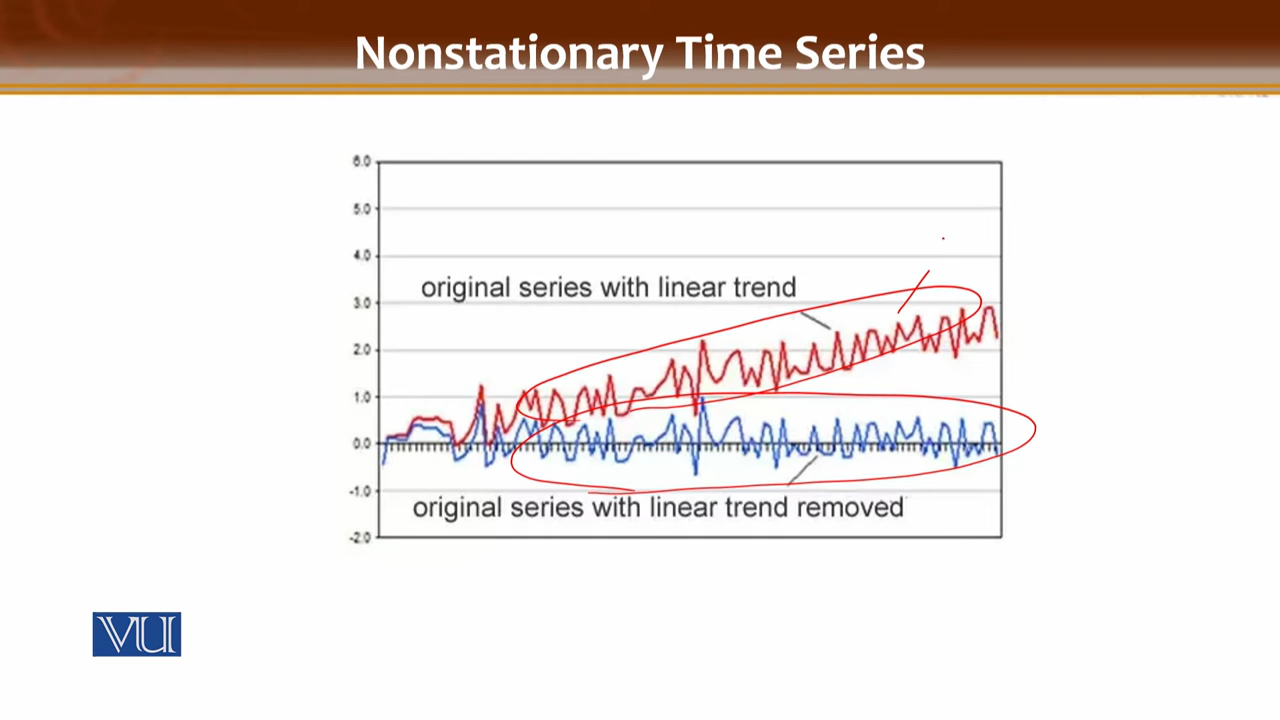 Nonstationary Time Series
6.0
5.0
4.0
original series with linear trend
3.0
2.0
1.0
0.0
-1.0
original series with linear trend removed
-2.0
VU